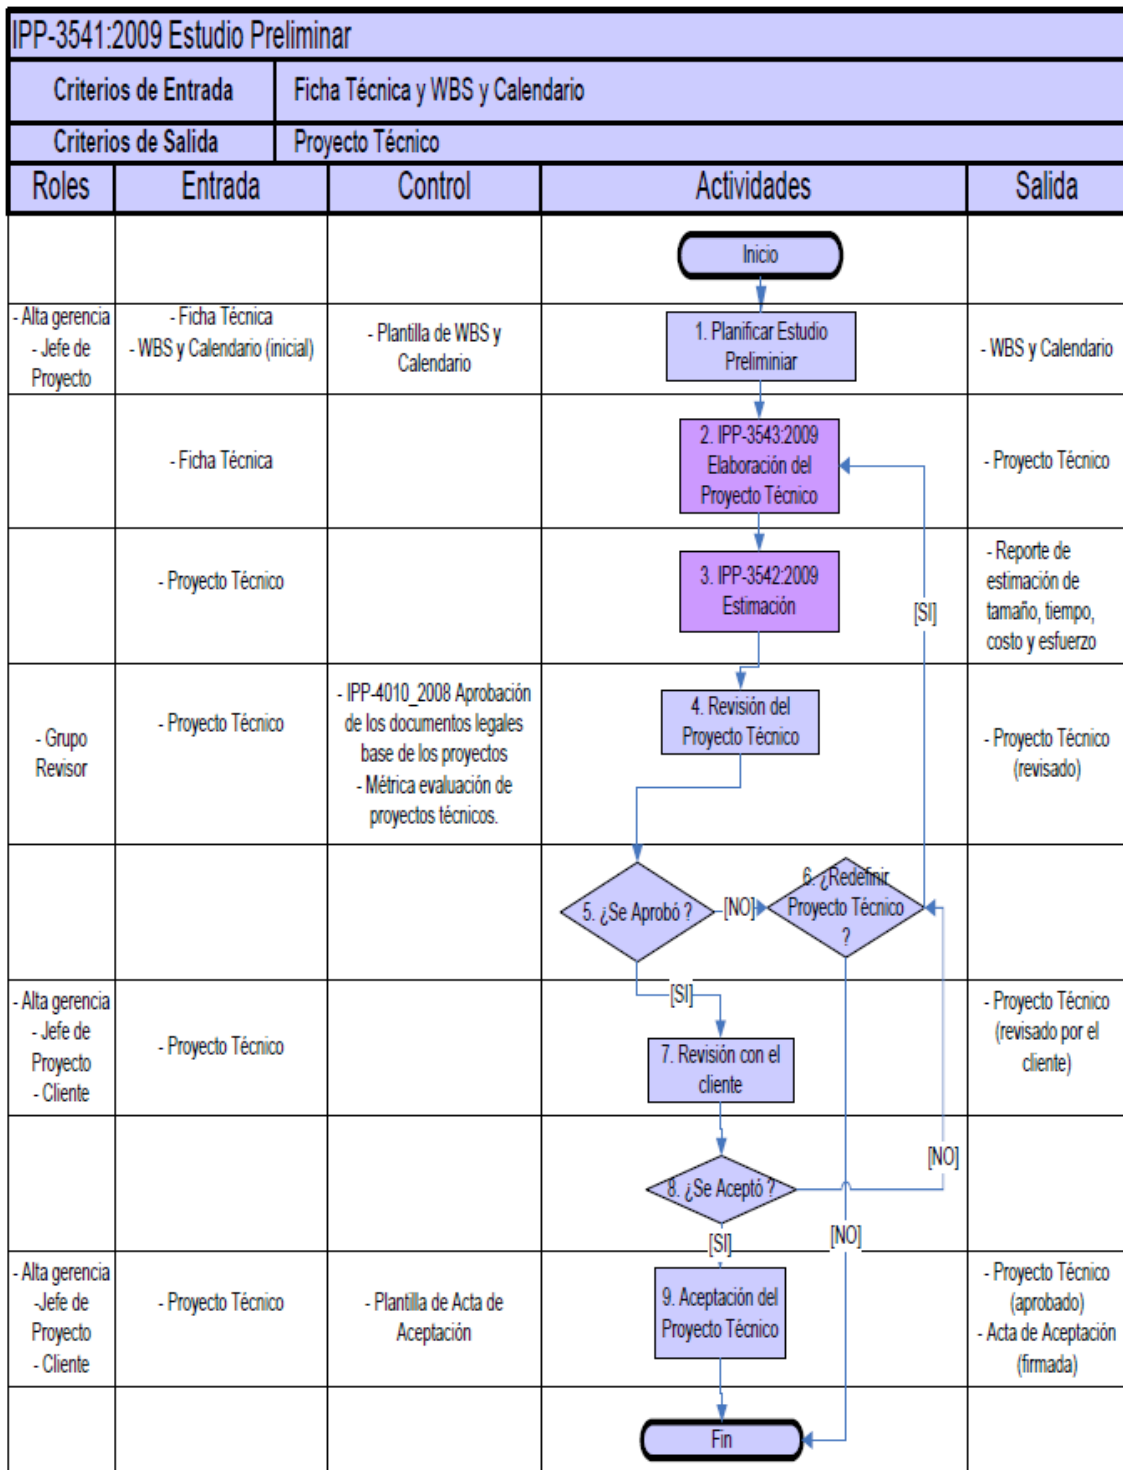 IPP-3541:2009 Estudio Preliminar
Criterios de Entrada
Ficha Técnica y WBS y Calendario
Criterios de Salida
Proyecto Técnico
Roles
Entrada
Control
Actividades
Salida
Inicio
- Alta gerencia
- Jefe de
Proyecto
- Ficha Técnica
- WBS y Calendario (inicial)
- Plantilla de WBS y
Calendario
1. Planificar Estudio
Preliminiar
- WBS y Calendario
- Ficha Técnica
2. IPP-3543:2009
Elaboración del
Proyecto Técnico
- Proyecto Técnico
- Proyecto Técnico
3. IPP-3542:2009
Estimación
[SI]
- Reporte de
estimación de
tamaño, tiempo,
costo y esfuerzo
- Grupo
Revisor
- Proyecto Técnico
- IPP-4010_2008 Aprobación
de los documentos legales
base de los proyectos
- Métrica evaluación de
proyectos técnicos.
4. Revisión del
Proyecto Técnico
- Proyecto Técnico
(revisado)
5. ¿Se Aprobó ?
[NO]
6. ¿Redefinir
Proyecto Técnico
?
[SI]
- Alta gerencia
- Jefe de
Proyecto
- Cliente
- Proyecto Técnico
7. Revisión con el
cliente
- Proyecto Técnico
(revisado por el
cliente)
8. ¿Se Aceptó ?
[NO]
[SI]
[NO]
- Alta gerencia
-Jefe de
Proyecto
- Cliente
- Proyecto Técnico
- Plantilla de Acta de
Aceptación
9. Aceptación del
Proyecto Técnico
- Proyecto Técnico
(aprobado)
- Acta de Aceptación
(firmada)
Fin